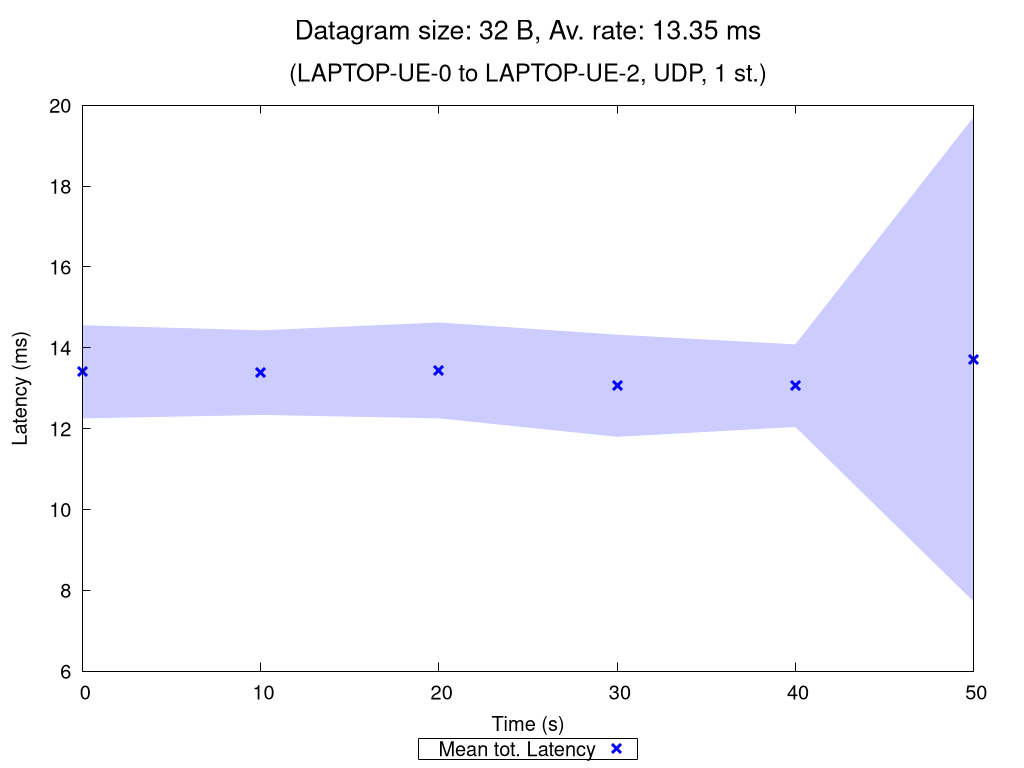 Datagram size: 32 B, Av. rate: 13.35 ms
(LAPTOP-UE-0 to LAPTOP-UE-2, UDP, 1 st.)
20
18
16
14
12
10
8
6
Latency (ms)
0 10 20 30 40 50
Time (s)
Mean tot. Latency